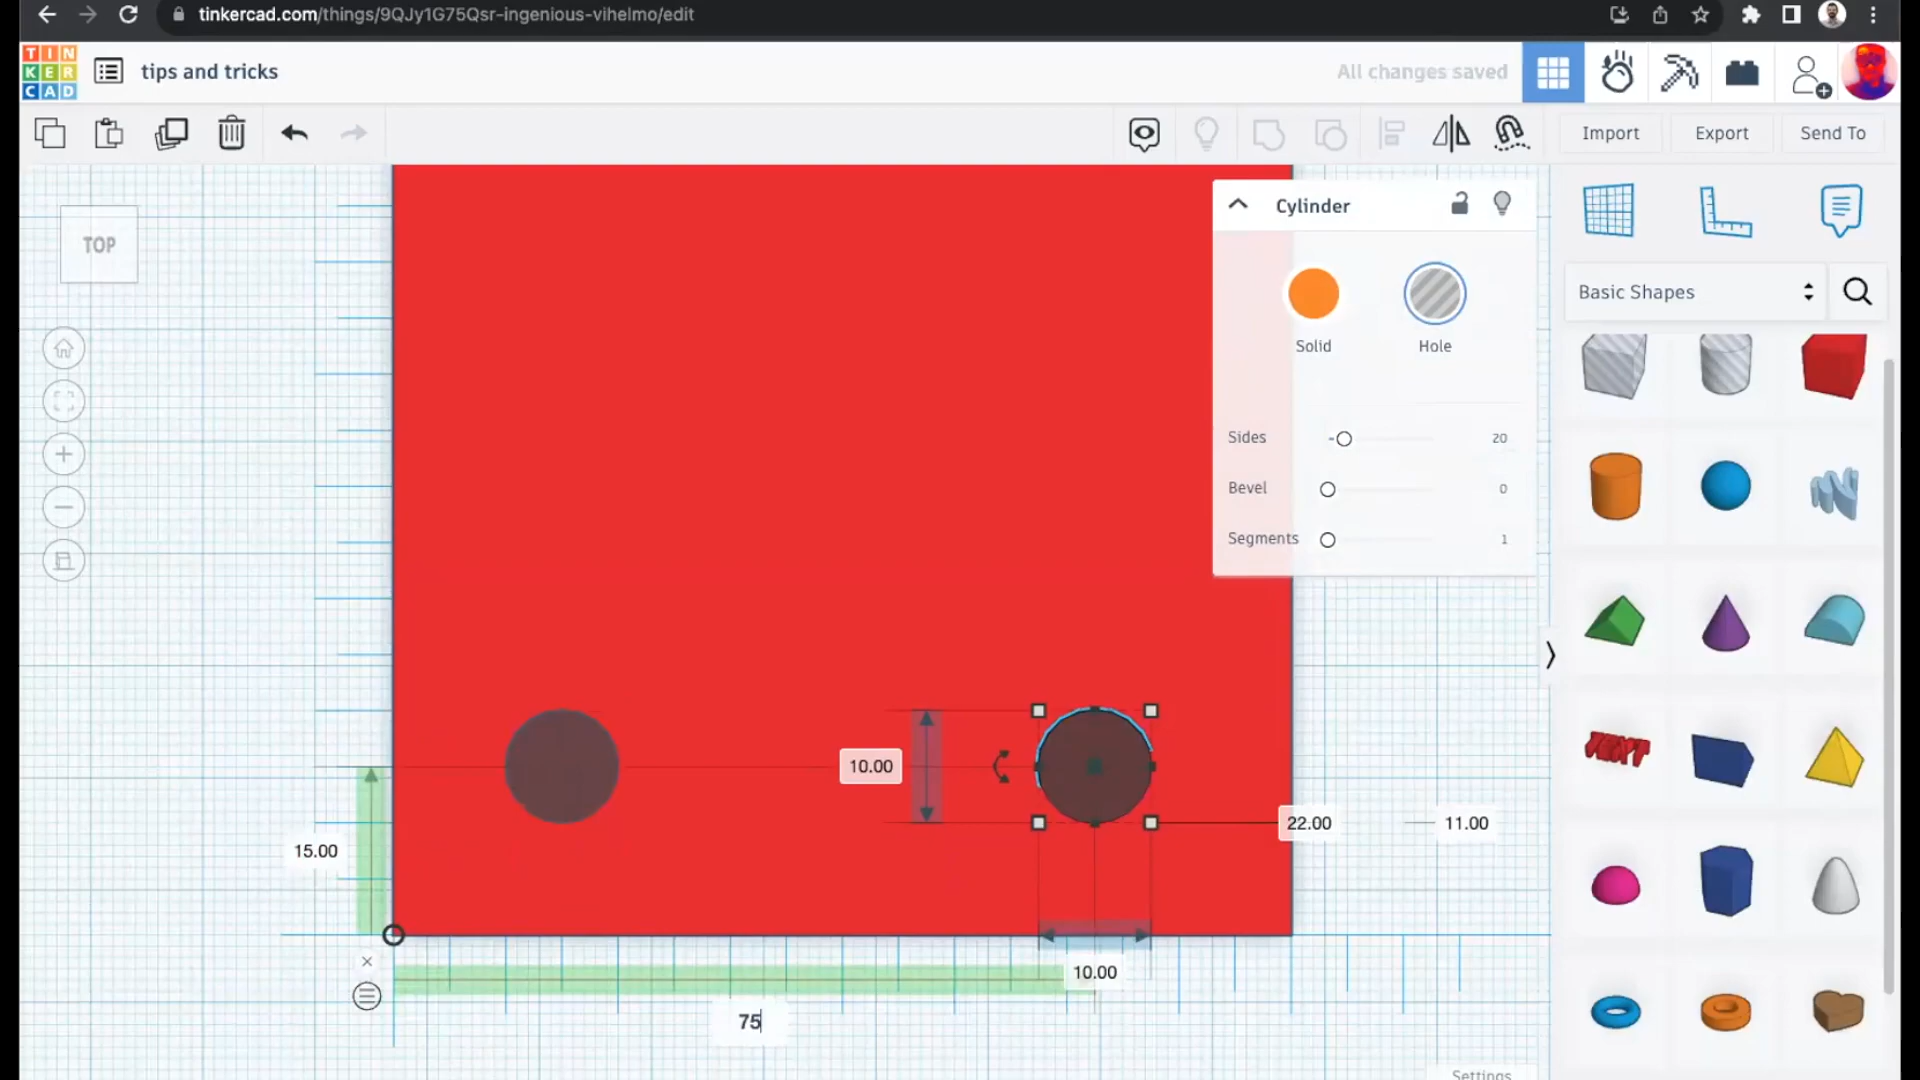 tinkercad.com/things/9QJy1G75Qsr-ingenious-vihelmo/edit
TIN
KER
CAD
tips and tricks
All changes saved
Import
Export
Send To
TOP
Cylinder
Solid
Hole
Sides
20
Bevel
0
Segments
1
Basic Shapes
TEXT
10.00
22.00
11.00
15.00
10.00
75
Settings